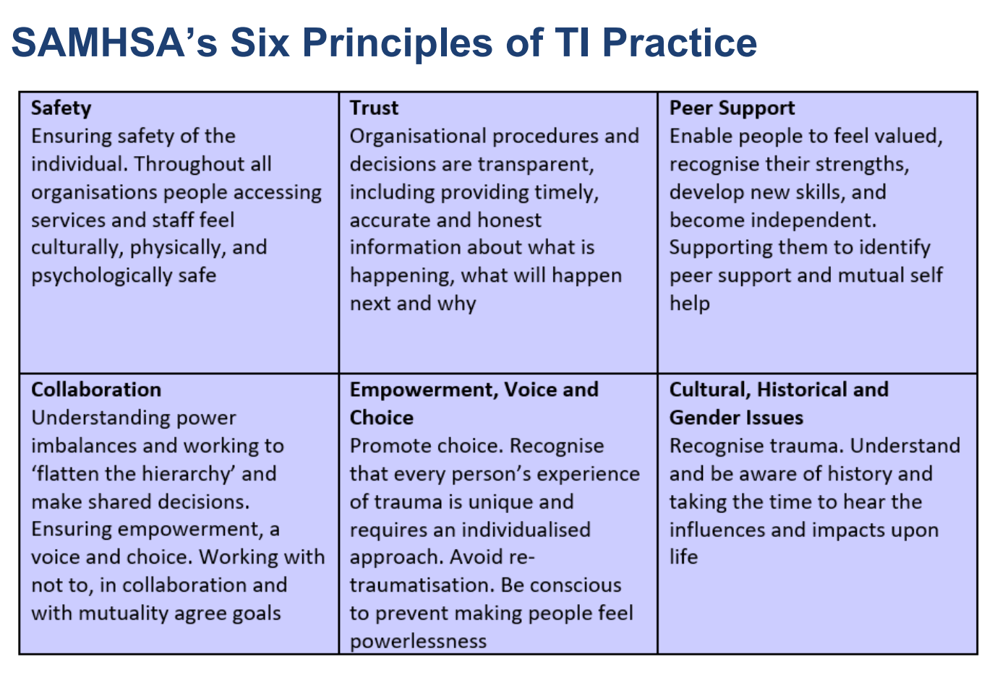 SAMHSA’s Six Principles of TI Practice
Safety
Ensuring safety of the
individual. Throughout all
organisations people accessing
services and staff feel
culturally, physically, and
psychologically safe
Trust
Organisational procedures and
decisions are transparent,
including providing timely,
accurate and honest
information about what is
happening, what will happen
next and why
Peer Support
Enable people to feel valued,
recognise their strengths,
develop new skills, and
become independent.
Supporting them to identify
peer support and mutual self
help
Collaboration
Understanding power
imbalances and working to
‘flatten the hierarchy’ and
make shared decisions.
Ensuring empowerment, a
voice and choice. Working with
not to, in collaboration and
with mutuality agree goals
Empowerment, Voice and
Choice
Promote choice. Recognise
that every person’s experience
of trauma is unique and
requires an individualised
approach. Avoid re-
traumatisation. Be conscious
to prevent making people feel
powerlessness
Cultural, Historical and
Gender Issues
Recognise trauma. Understand
and be aware of history and
taking the time to hear the
influences and impacts upon
life